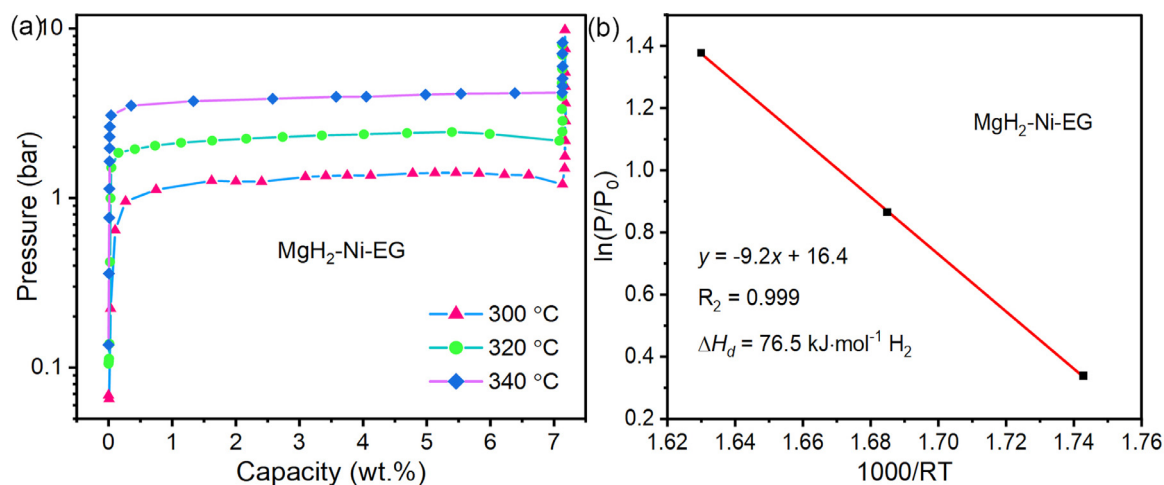 (a)
10
1
0.1
Pressure (bar)
MgH₂-Ni-EG
300 °C
320 °C
340 °C
0 1 2 3 4 5 6 7
Capacity (wt.%)
(b)
1.4
1.2
1.0
0.8
0.6
0.4
0.2
ln(P/P₀)
MgH₂-Ni-EG
y = -9.2x + 16.4
R₂ = 0.999
ΔH_d = 76.5 kJ·mol⁻¹ H₂
1.62 1.64 1.66 1.68 1.70 1.72 1.74 1.76
1000/RT